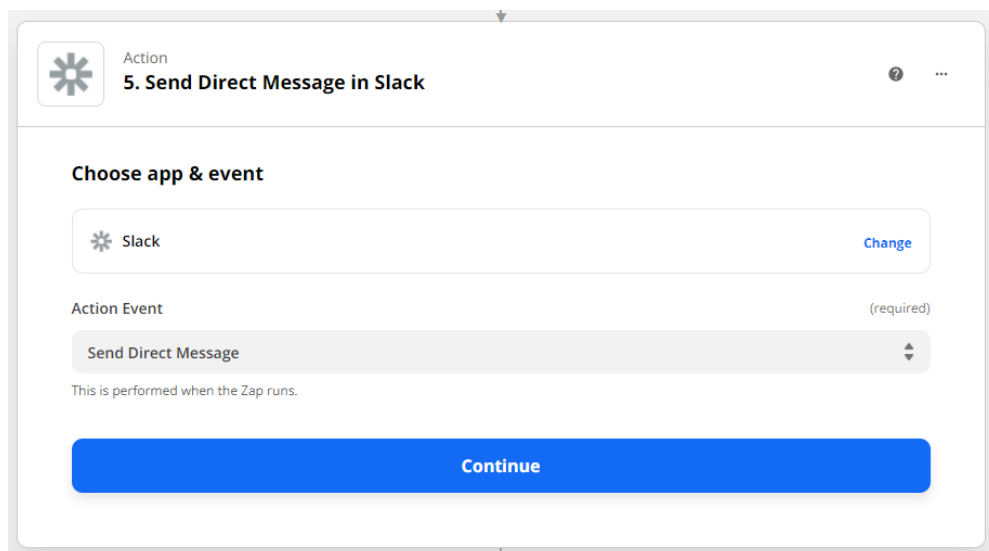 Action
5. Send Direct Message in Slack
Choose app & event
Slack
Change
Action Event
(required)
Send Direct Message
This is performed when the Zap runs.
Continue